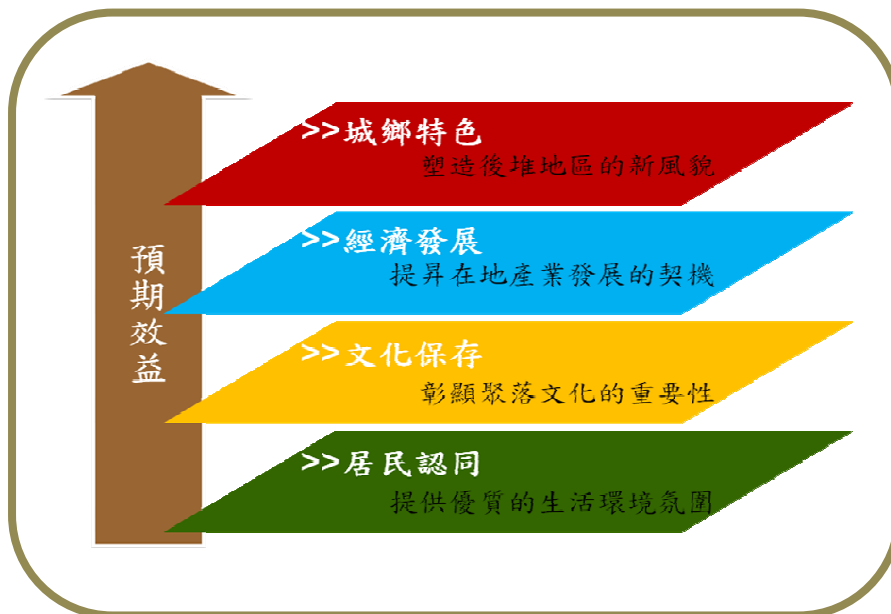 預期效益
>>城鄉特色
塑造後堆地區的新風貌
>>經濟發展
提昇在地產業發展的契機
>>文化保存
彰顯聚落文化的重要性
>>居民認同
提供優質的生活環境氛圍